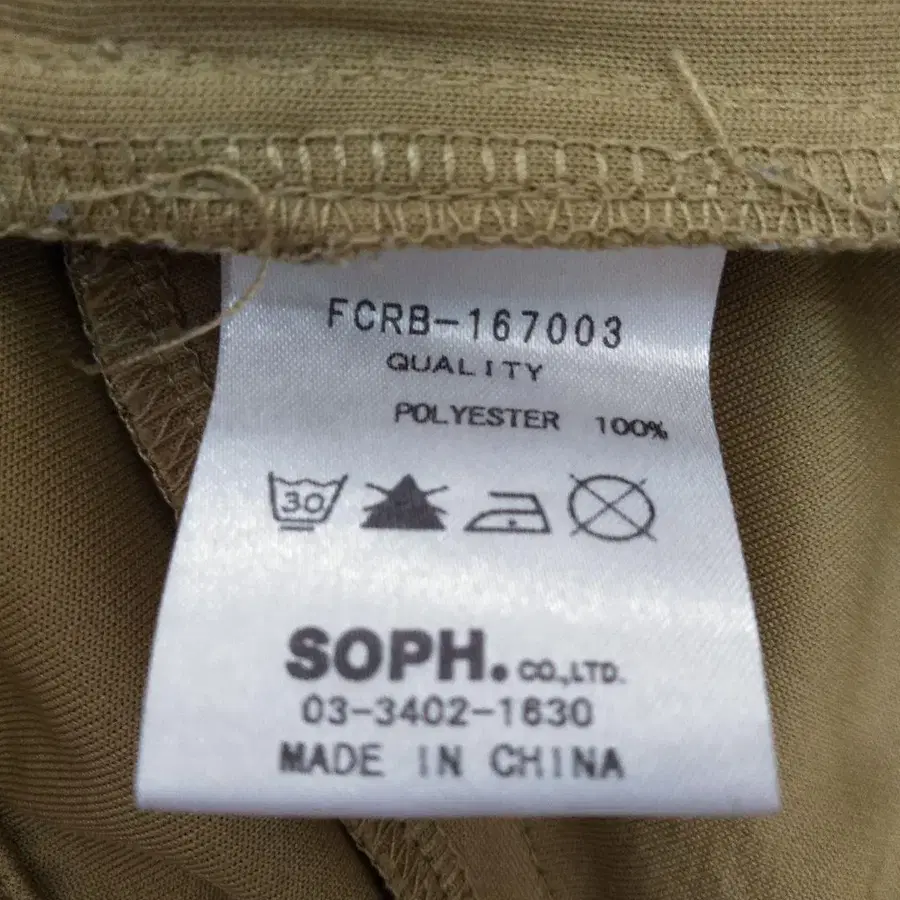 FCRB-167003
QUALITY
POLYESTER 100%
30
SOPH. CO.,LTD.
03-3402-1630
MADE IN CHINA